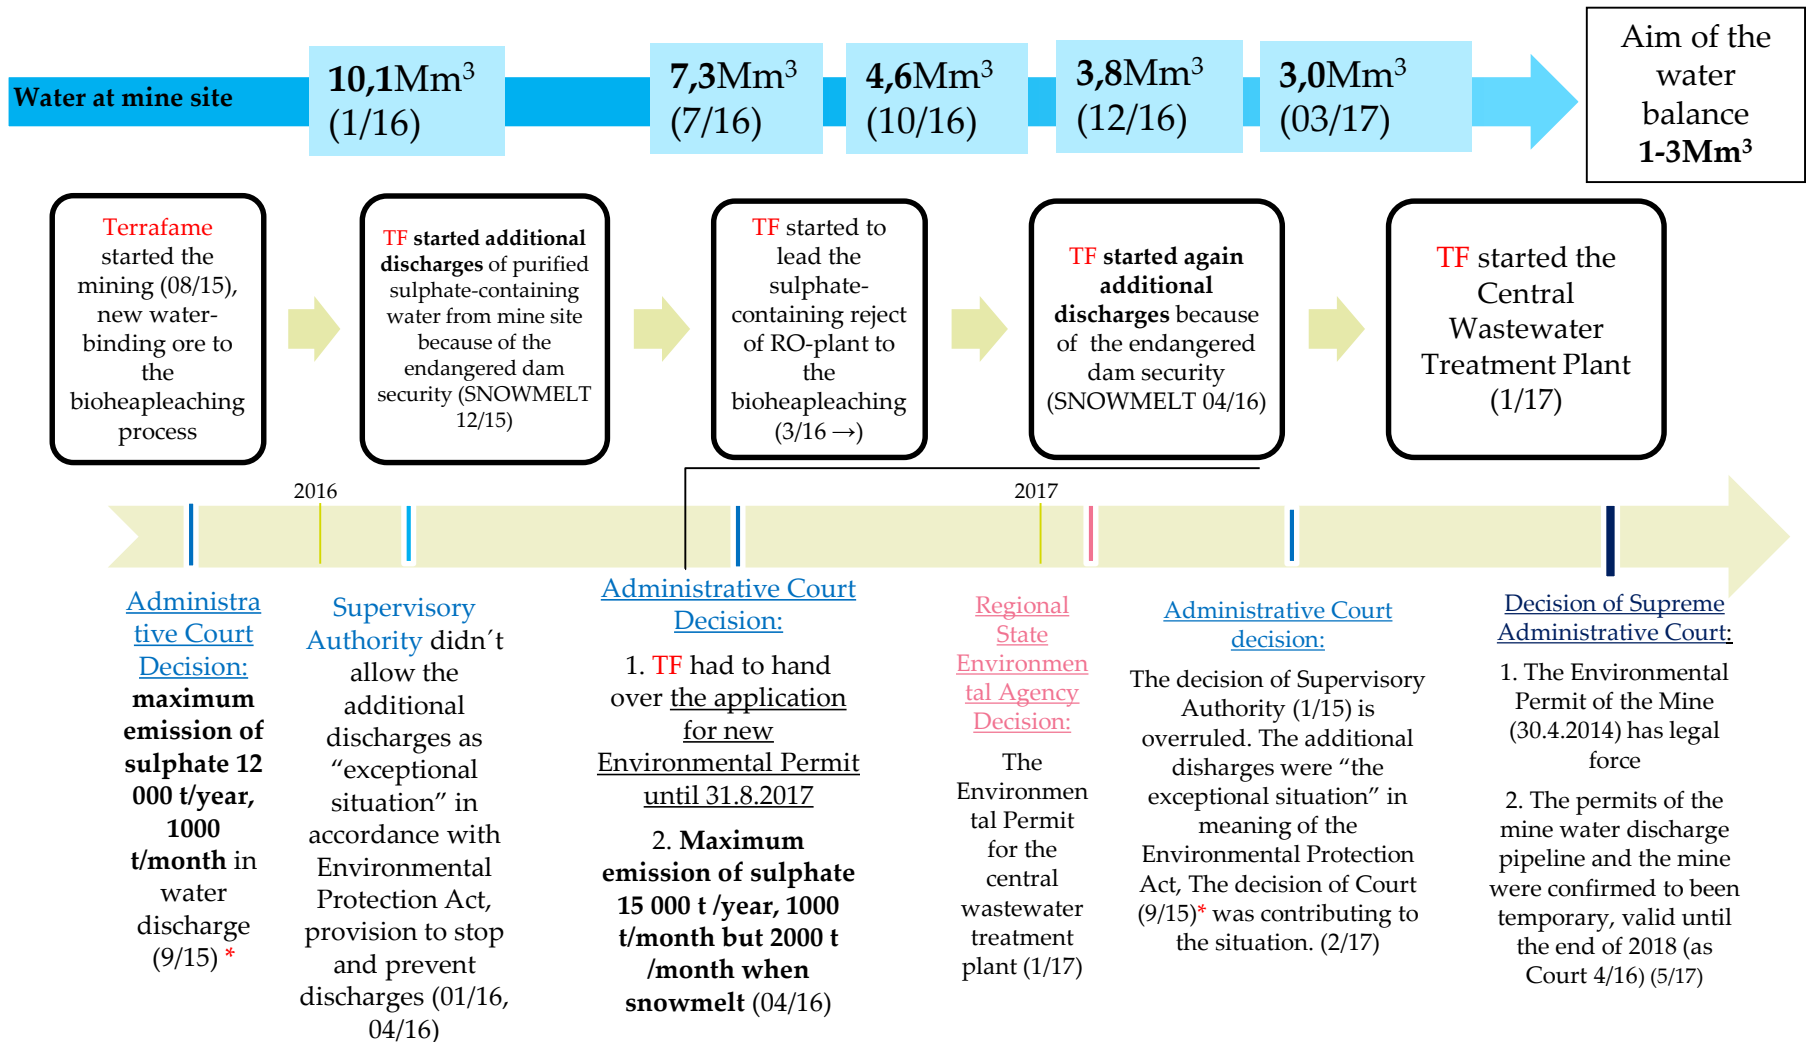 Water at mine site
10,1Mm³
(1/16)
7,3Mm³
(7/16)
4,6Mm³
(10/16)
3,8Mm³
(12/16)
3,0Mm³
(03/17)
Aim of the
water
balance
1-3Mm³
Terrafame
started the
mining (08/15),
new water-
binding ore to
the
bioheapleaching
process
TF started additional
discharges of purified
sulphate-containing
water from mine site
because of the
endangered dam
security (SNOWMELT
12/15)
TF started to
lead the
sulphate-
containing reject
of RO-plant to
the
bioheapleaching
(3/16 →)
TF started again
additional
discharges because
of the endangered
dam security
(SNOWMELT 04/16)
TF started the
Central
Wastewater
Treatment Plant
(1/17)
2016
2017
Administra
tive Court
Decision:
maximum
emission of
sulphate 12
000 t/year,
1000
t/month in
water
discharge
(9/15) *
Supervisory
Authority didn´t
allow the
additional
discharges as
“exceptional
situation” in
accordance with
Environmental
Protection Act,
provision to stop
and prevent
discharges (01/16,
04/16)
Administrative Court
Decision:
1. TF had to hand
over the application
for new
Environmental Permit
until 31.8.2017
2. Maximum
emission of sulphate
15 000 t /year, 1000
t/month but 2000 t
/month when
snowmelt (04/16)
Regional
State
Environmen
tal Agency
Decision:
The
Environmen
tal Permit
for the
central
wastewater
treatment
plant (1/17)
Administrative Court
decision:
The decision of Supervisory
Authority (1/15) is
overruled. The additional
disharges were “the
exceptional situation” in
meaning of the
Environmental Protection
Act, The decision of Court
(9/15)* was contributing to
the situation. (2/17)
Decision of Supreme
Administrative Court:
1. The Environmental
Permit of the Mine
(30.4.2014) has legal
force
2. The permits of the
mine water discharge
pipeline and the mine
were confirmed to been
temporary, valid until
the end of 2018 (as
Court 4/16) (5/17)